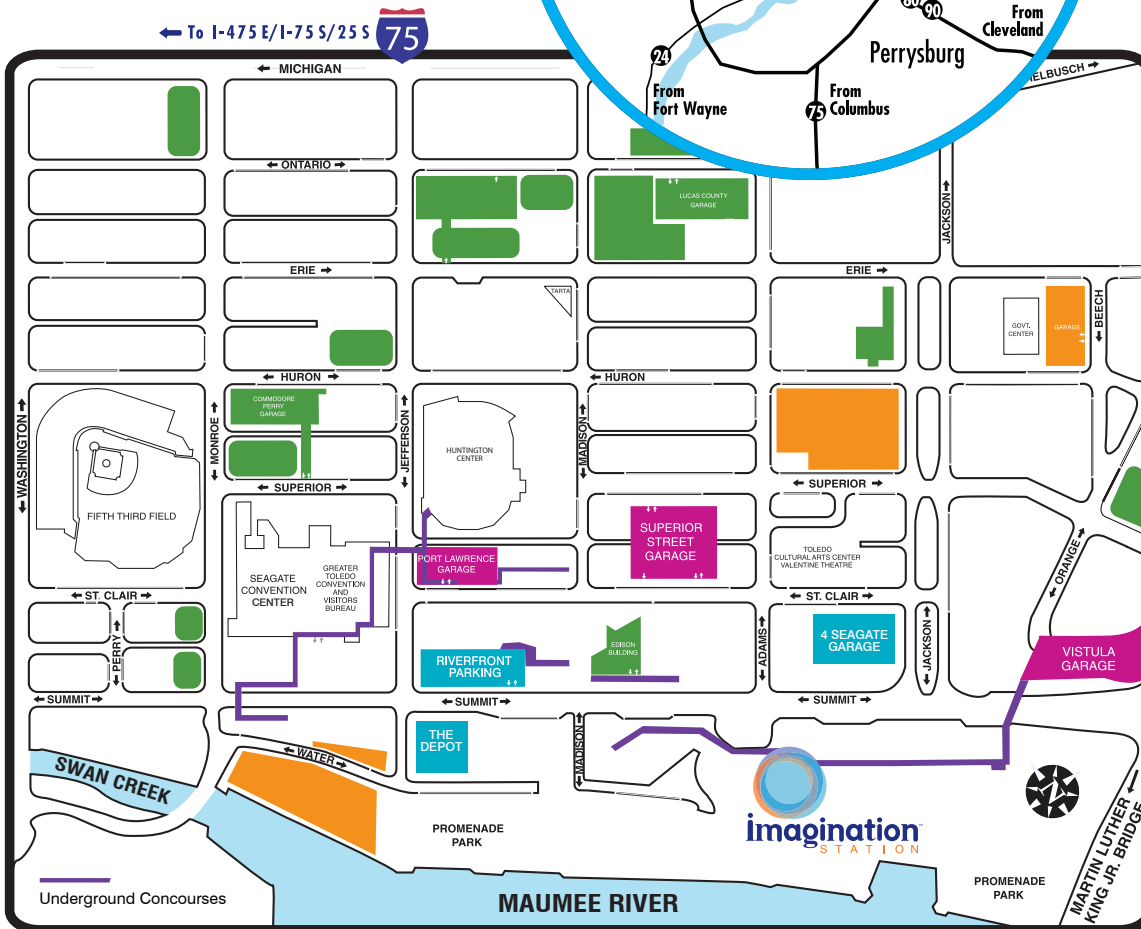 To I-475 E/I-75 S/25 S
75
24
From
Fort Wayne
75
From
Columbus
Perrysburg
80
90
From
Cleveland
MICHIGAN
ONTARIO
JACKSON
LUCAS COUNTY
GARAGE
ERIE
ERIE
TARTA
GOVT.
CENTER
GARAGE
BEECH
HURON
HURON
WASHINGTON
MONROE
JEFFERSON
MADISON
COMMODORE
PERRY
GARAGE
HUNTINGTON
CENTER
SUPERIOR
SUPERIOR
FIFTH THIRD FIELD
SEAGATE
CONVENTION
CENTER
GREATER
TOLEDO
CONVENTION
AND
VISITORS
BUREAU
PORT LAWRENCE
GARAGE
SUPERIOR
STREET
GARAGE
TOLEDO
CULTURAL ARTS CENTER
VALENTINE THEATRE
ORANGE
ST. CLAIR
ST. CLAIR
PERRY
RIVERFRONT
PARKING
EDISON
BUILDING
ADAMS
4 SEAGATE
GARAGE
JACKSON
VISTULA
GARAGE
SUMMIT
SUMMIT
SUMMIT
WATER
THE
DEPOT
MADISON
SWAN CREEK
imagination
STATION
N
PROMENADE
PARK
PROMENADE
PARK
MARTIN LUTHER
KING JR. BRIDGE
Underground Concourses
MAUMEE RIVER